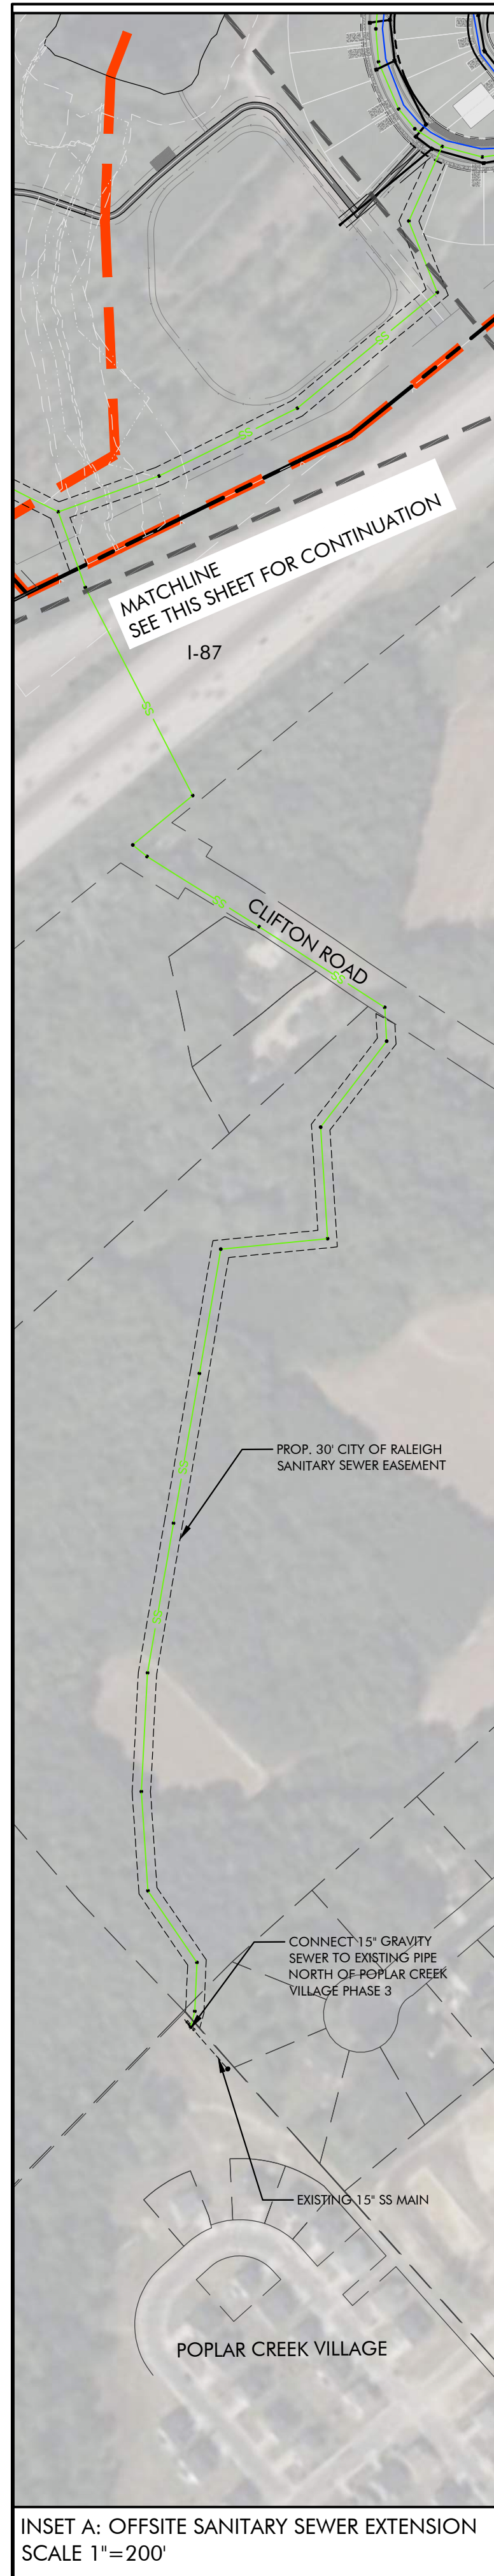 SS
SS
MATCHLINE
SEE THIS SHEET FOR CONTINUATION
I-87
SS
SS
CLIFTON ROAD
SS
PROP. 30' CITY OF RALEIGH
SANITARY SEWER EASEMENT
SS
SS
CONNECT 15" GRAVITY
SEWER TO EXISTING PIPE
NORTH OF POPLAR CREEK
VILLAGE PHASE 3
EXISTING 15" SS MAIN
POPLAR CREEK VILLAGE
INSET A: OFFSITE SANITARY SEWER EXTENSION
SCALE 1"=200'